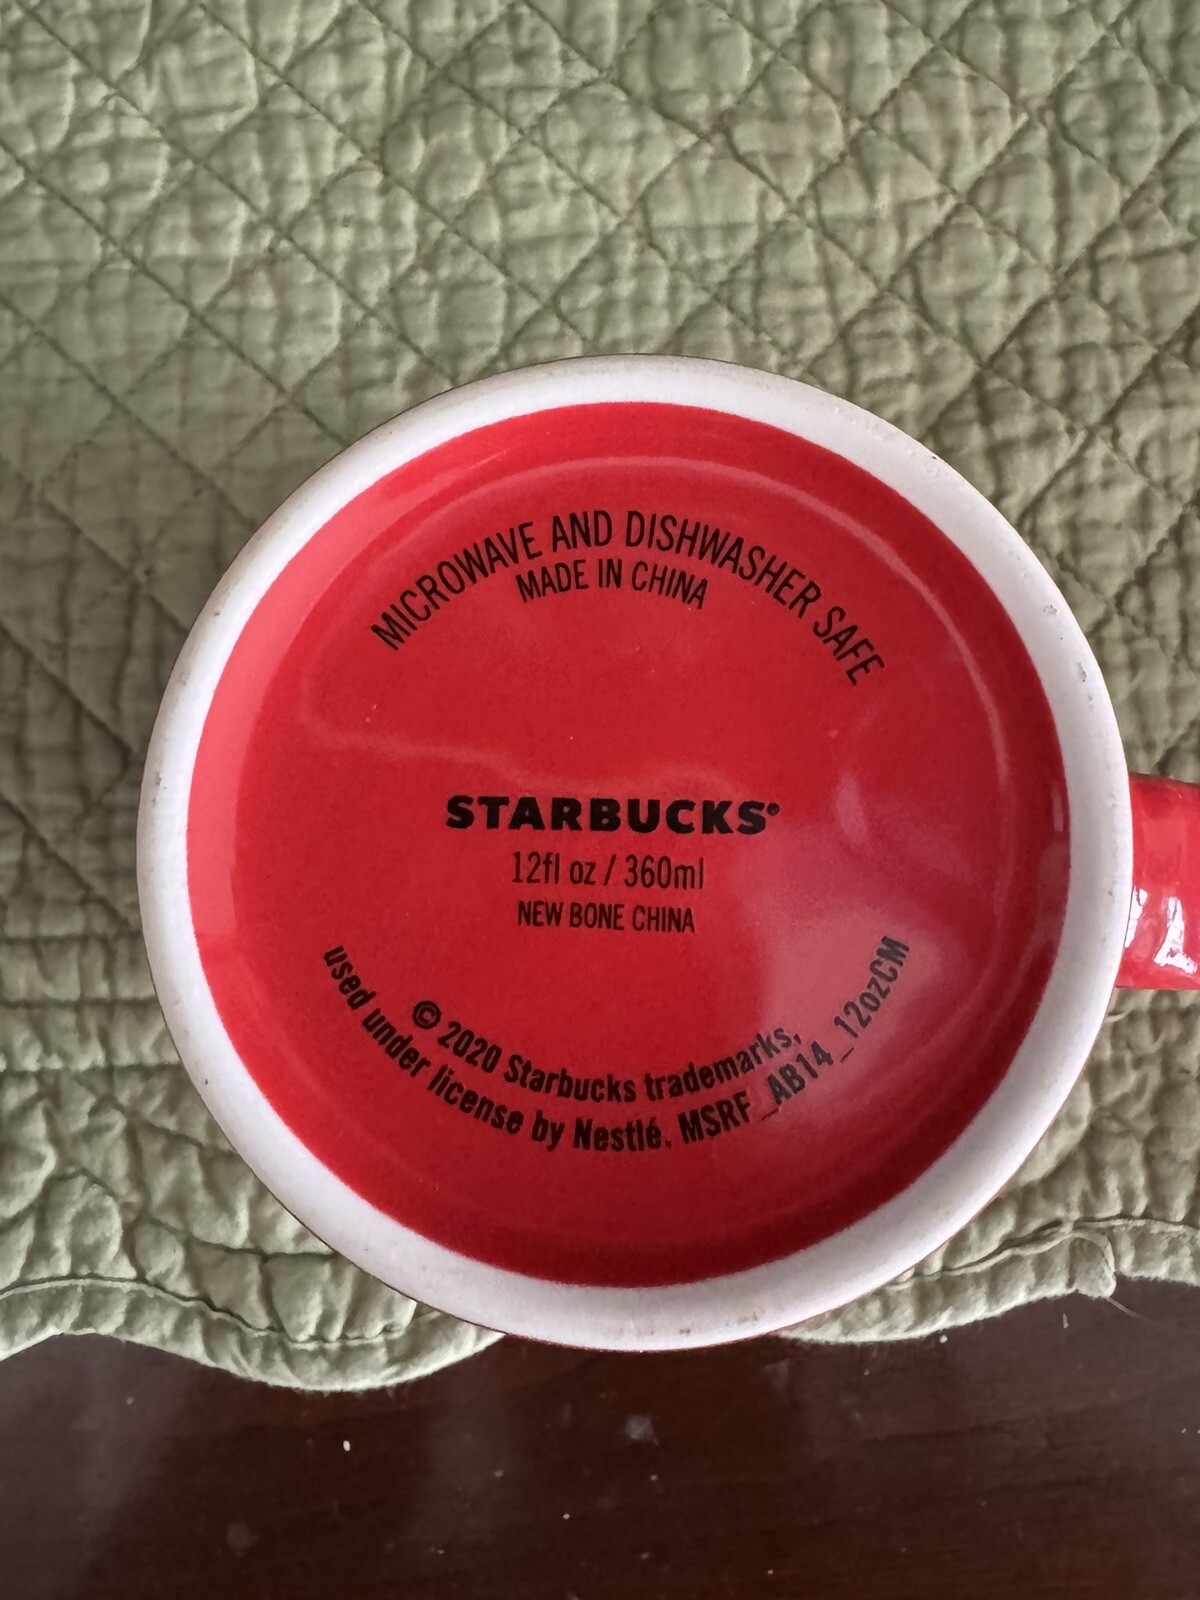 MICROWAVE AND DISHWASHER SAFE
MADE IN CHINA
STARBUCKS®
12fl oz / 360ml
NEW BONE CHINA
© 2020 Starbucks trademarks,
used under license by Nestlé. MSRF_AB14_12ozCM